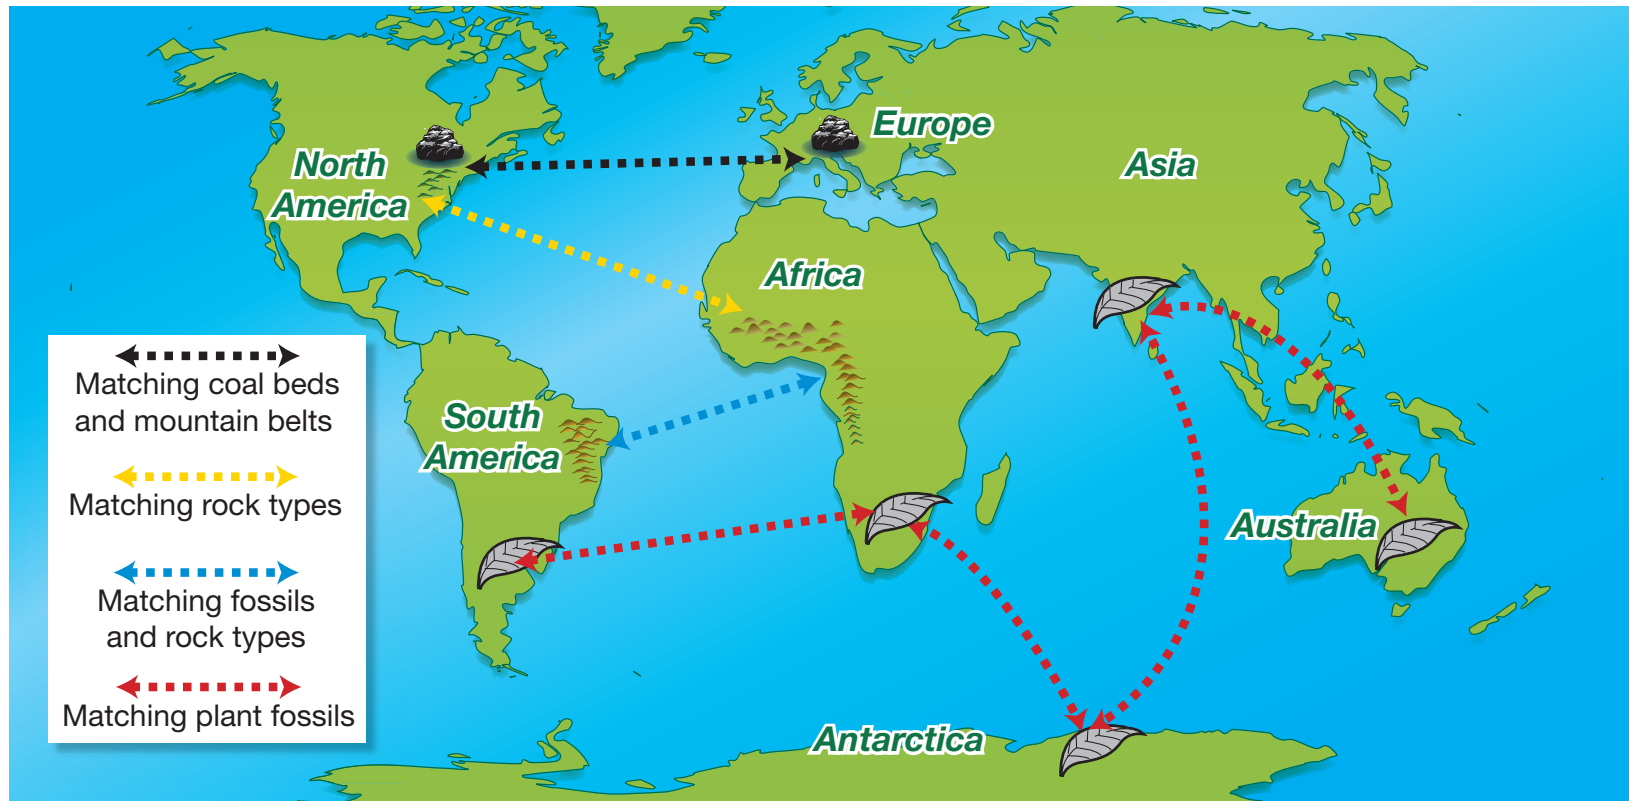 Europe
North
America
Asia
Africa
South
America
Australia
Antarctica
Matching coal beds
and mountain belts
Matching rock types
Matching fossils
and rock types
Matching plant fossils